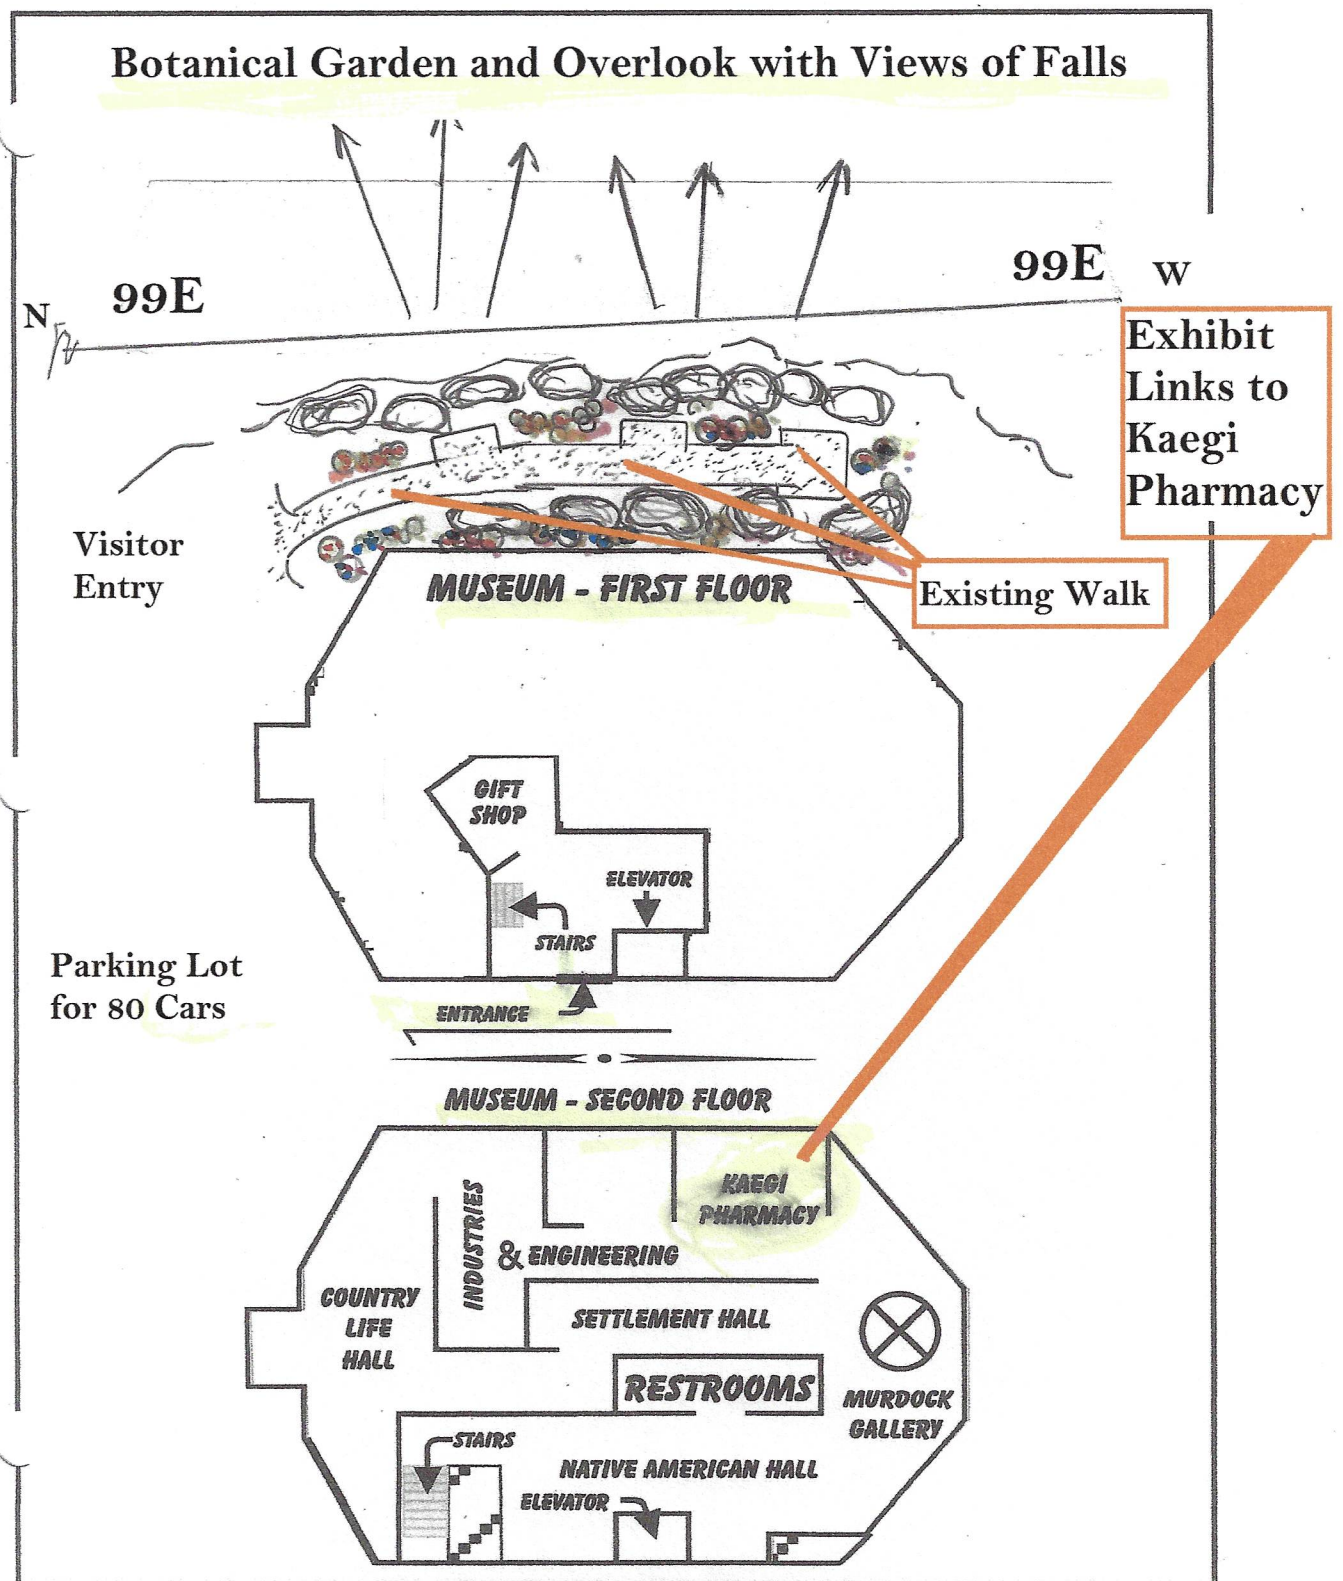 Botanical Garden and Overlook with Views of Falls
99E
99E
W
N
Exhibit
Links to
Kaegi
Pharmacy
Visitor
Entry
Existing Walk
MUSEUM - FIRST FLOOR
GIFT
SHOP
ELEVATOR
STAIRS
Parking Lot
for 80 Cars
ENTRANCE
MUSEUM - SECOND FLOOR
KAEGI
PHARMACY
INDUSTRIES
& ENGINEERING
COUNTRY
LIFE
HALL
SETTLEMENT HALL
RESTROOMS
MURDOCK
GALLERY
STAIRS
NATIVE AMERICAN HALL
ELEVATOR